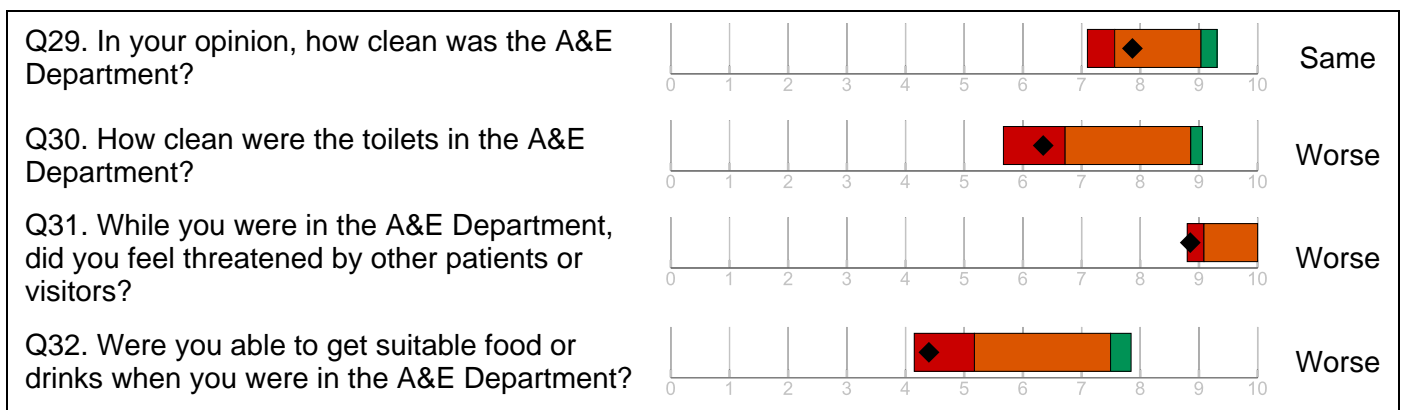 Q29. In your opinion, how clean was the A&E
Department?
0 1 2 3 4 5 6 7 8 9 10
Same
Q30. How clean were the toilets in the A&E
Department?
0 1 2 3 4 5 6 7 8 9 10
Worse
Q31. While you were in the A&E Department,
did you feel threatened by other patients or
visitors?
0 1 2 3 4 5 6 7 8 9 10
Worse
Q32. Were you able to get suitable food or
drinks when you were in the A&E Department?
0 1 2 3 4 5 6 7 8 9 10
Worse